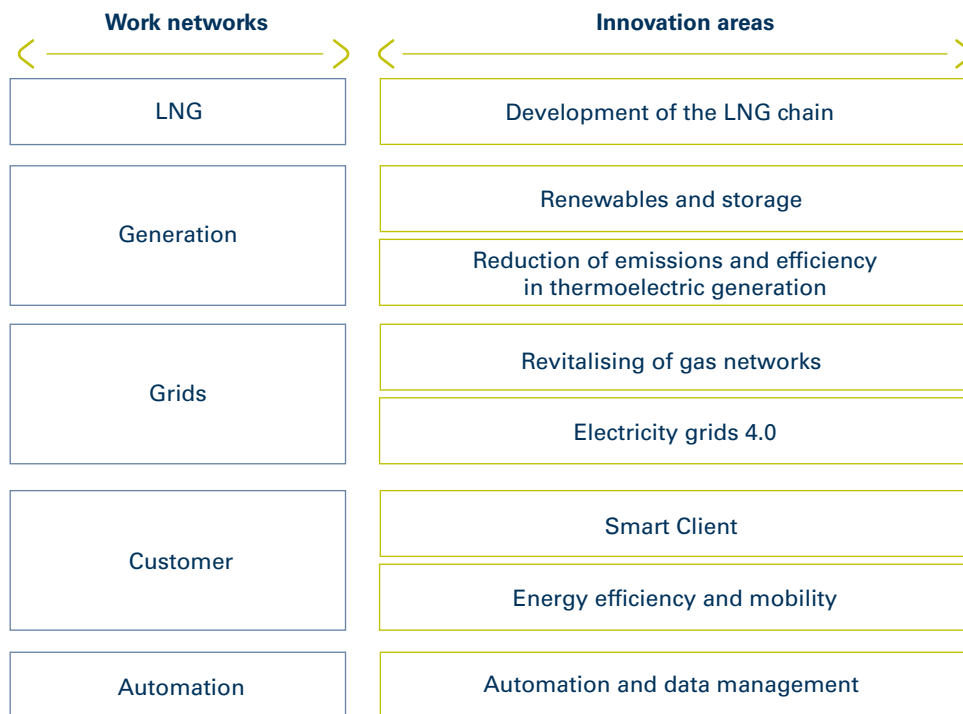 Work networks
Innovation areas
LNG
Development of the LNG chain
Generation
Renewables and storage
Reduction of emissions and efficiency
in thermoelectric generation
Grids
Revitalising of gas networks
Electricity grids 4.0
Customer
Smart Client
Energy efficiency and mobility
Automation
Automation and data management